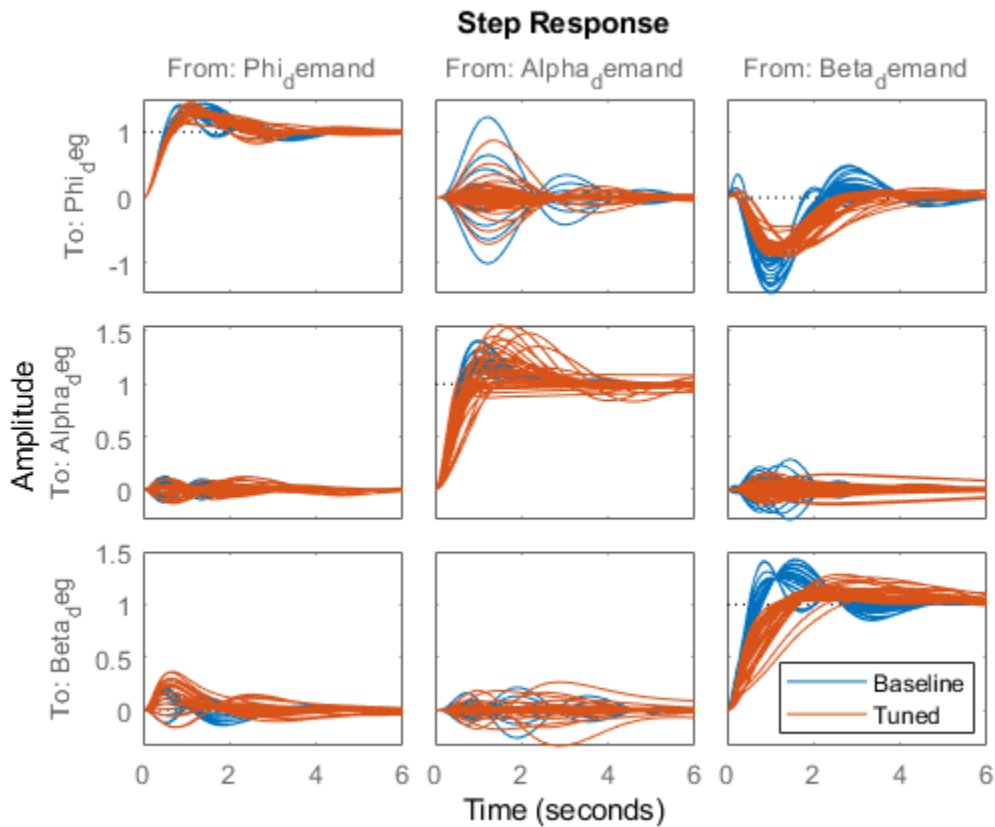 Step Response
From: Phi_demand From: Alpha_demand From: Beta_demand
To: Phi_deg
1
0
-1
Amplitude
To: Alpha_deg
1.5
1
0.5
0
To: Beta_deg
1.5
1
0.5
0
Baseline
Tuned
0 2 4 6 0 2 4 6 0 2 4 6
Time (seconds)